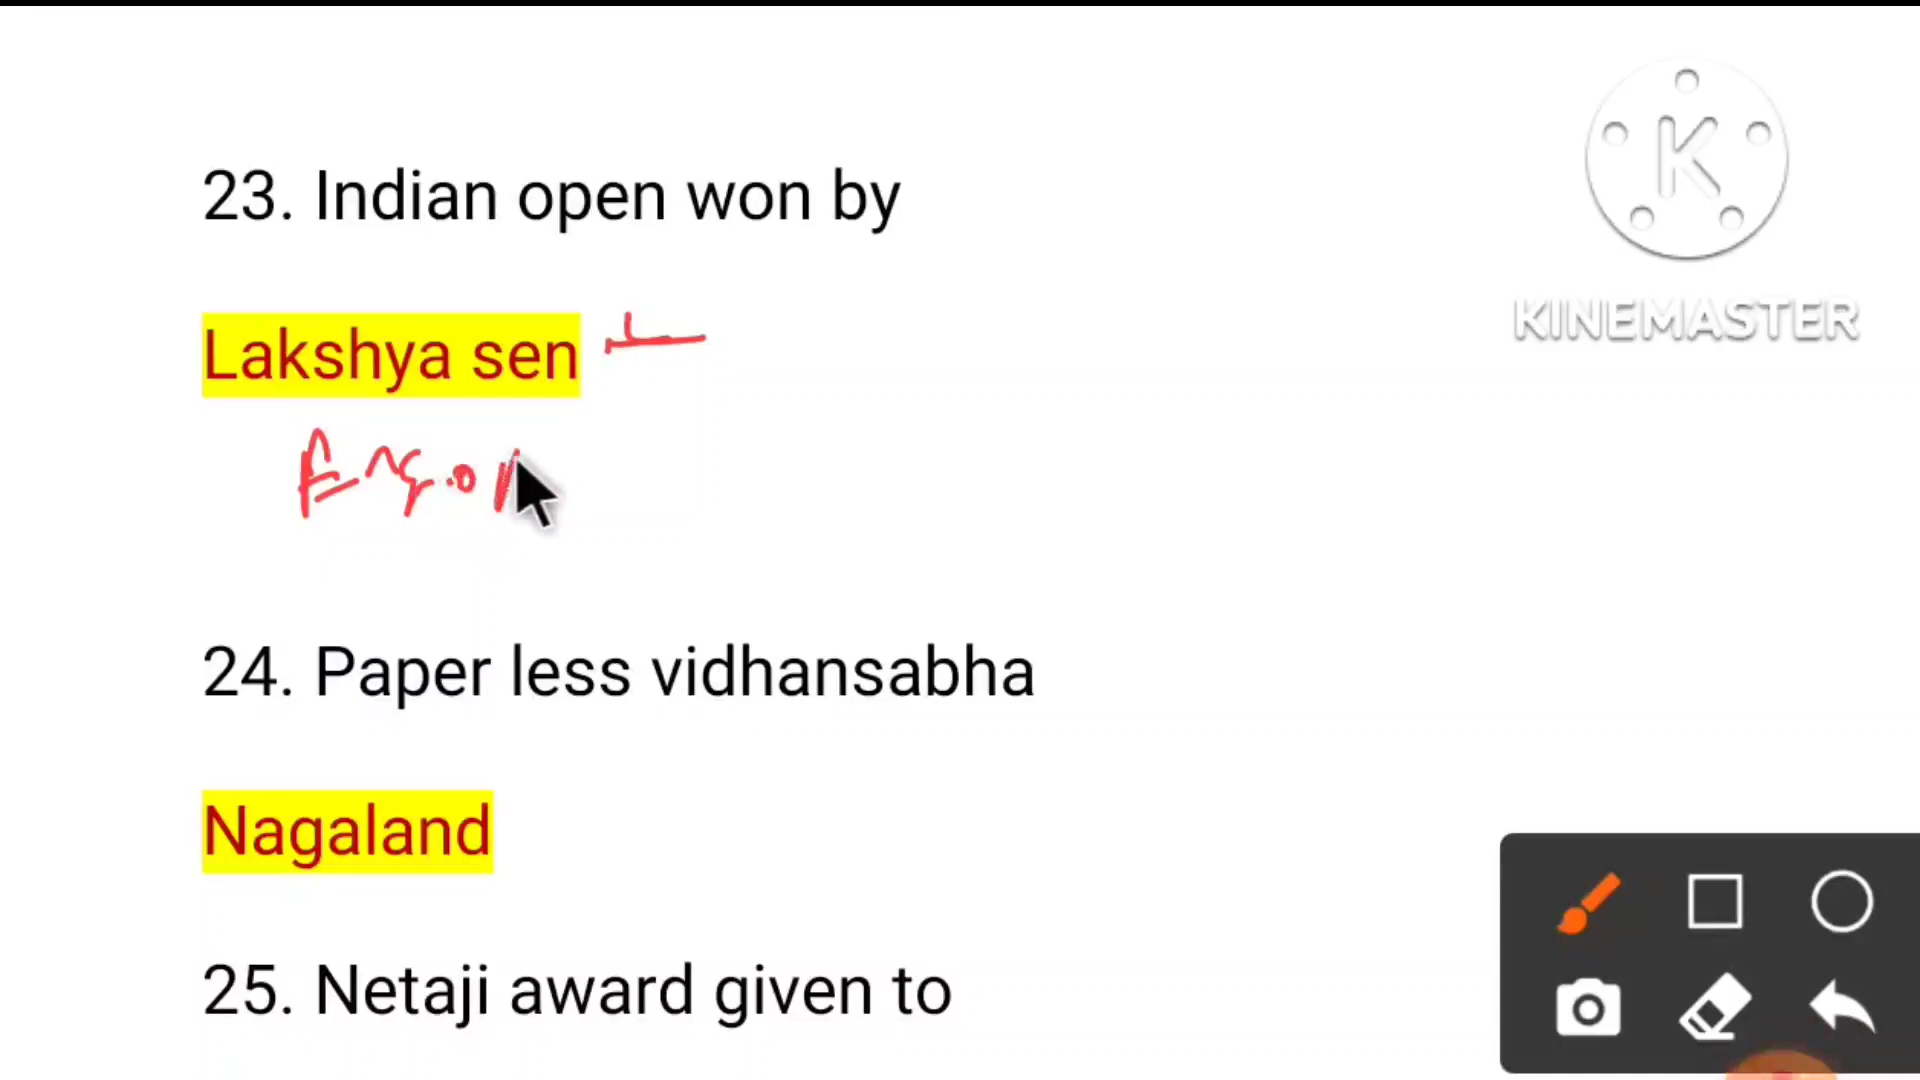 23. Indian open won by
KINEMASTER
Lakshya sen
24. Paper less vidhansabha
Nagaland
25. Netaji award given to